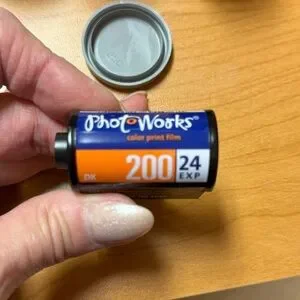 PhotoWorks®
color print film
DX 200 24
EXP